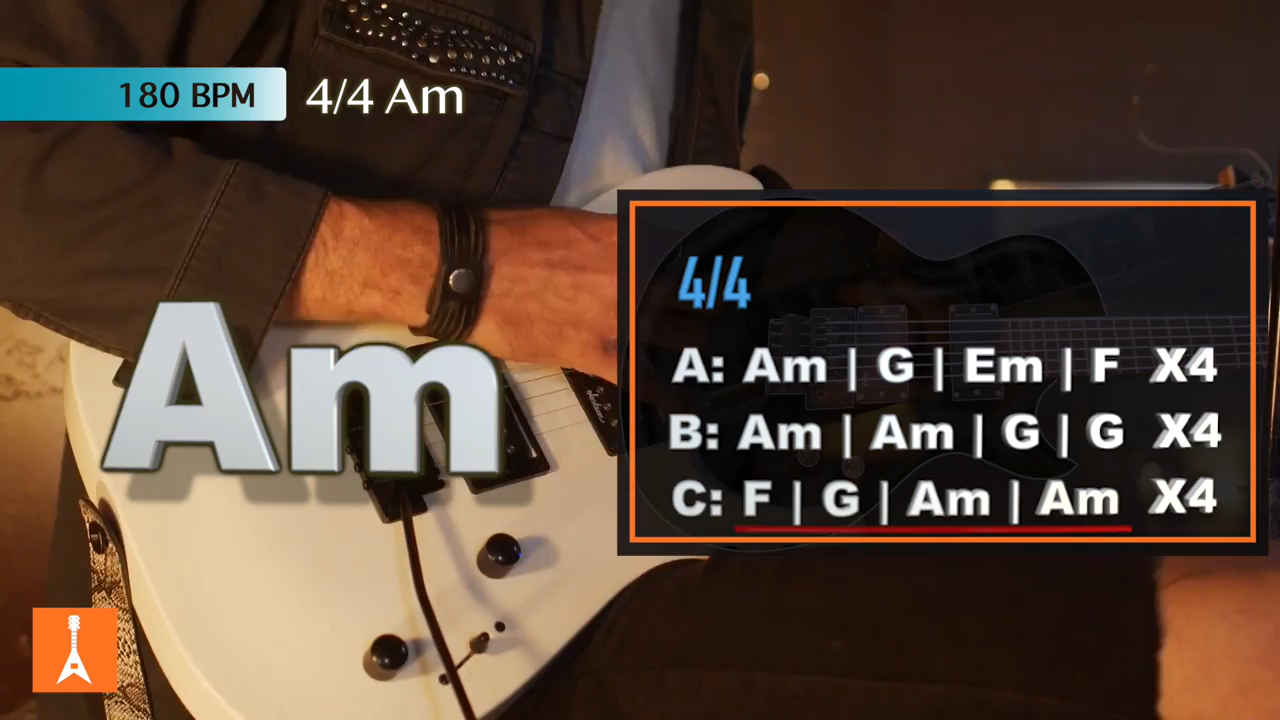 180 BPM
4/4 Am
Am
4/4
A: Am | G | Em | F X4
B: Am | Am | G | G X4
C: F | G | Am | Am X4